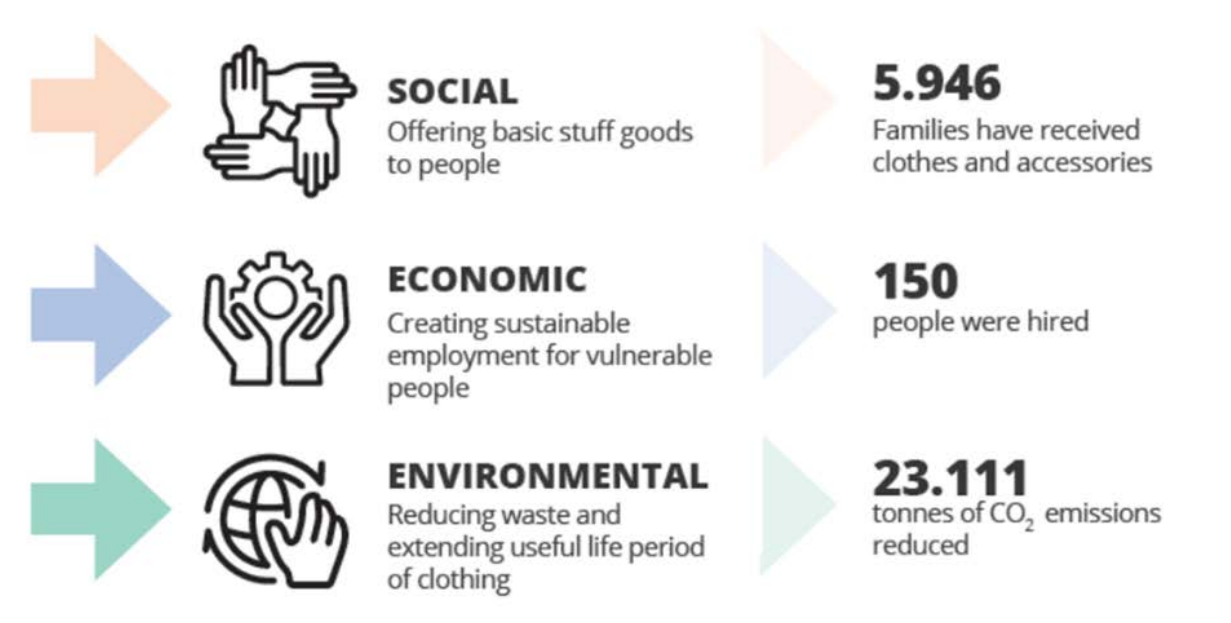 SOCIAL
Offering basic stuff goods
to people
5.946
Families have received
clothes and accessories
ECONOMIC
Creating sustainable
employment for vulnerable
people
150
people were hired
ENVIRONMENTAL
Reducing waste and
extending useful life period
of clothing
23.111
tonnes of CO₂ emissions
reduced